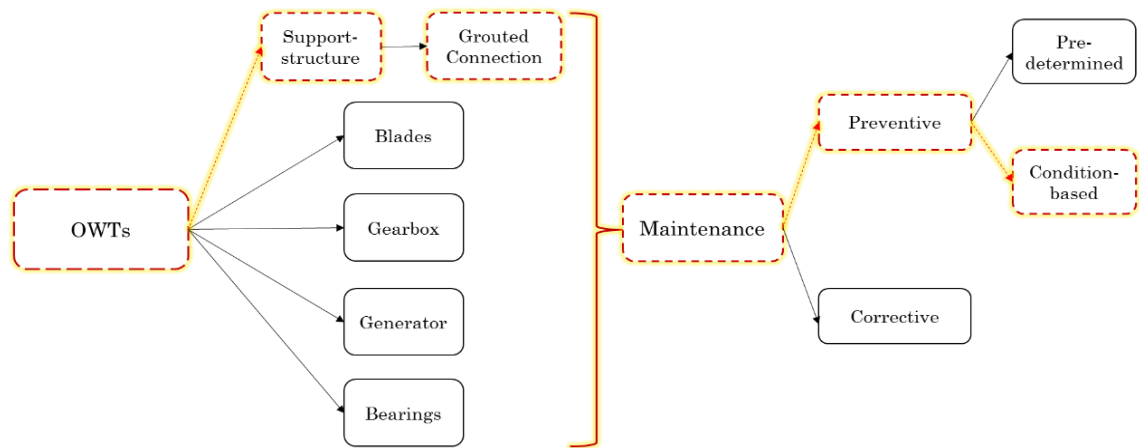 OWTs
Support-
structure
Grouted
Connection
Blades
Gearbox
Generator
Bearings
Maintenance
Preventive
Corrective
Pre-
determined
Condition-
based